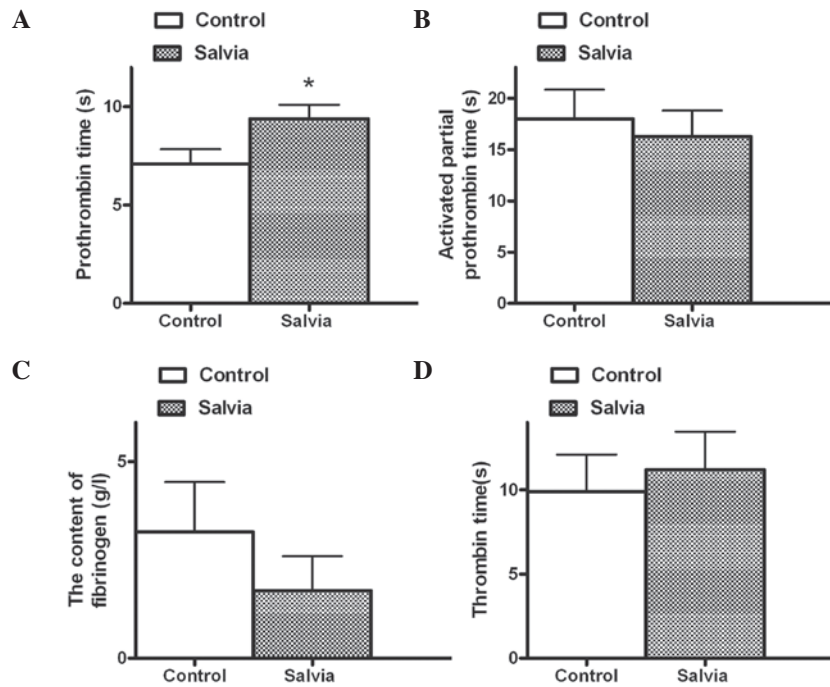 A
Control
Salvia
Prothrombin time (s)
10
5
0
*
Control
Salvia
B
Control
Salvia
Activated partial
prothrombin time (s)
20
15
10
5
0
Control
Salvia
C
Control
Salvia
The content of
fibrinogen (g/l)
5
0
Control
Salvia
D
Control
Salvia
Thrombin time(s)
10
5
0
Control
Salvia